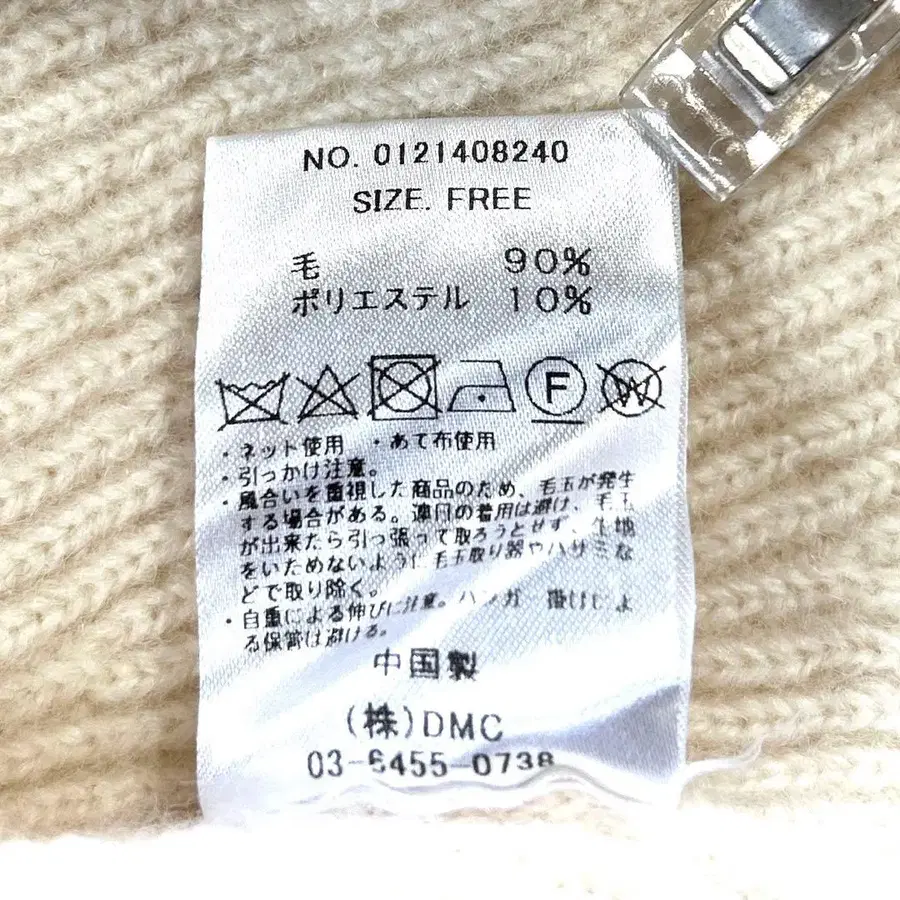 NO. 0121408240
SIZE. FREE
毛 90%
ポリエステル 10%
F
W
・ネット使用 ・あて布使用
・引っかけ注意。
・風合いを重視した商品のため、毛玉が発生
する場合がある。連日の着用は避け、毛玉
が出来たら引っ張って取ろうとせず、生地
をいためないように毛玉取り器やハサミな
どで取り除く。
・自重による伸びに注意。ハンガー掛けによ
る保管は避ける。
中国製
(株)DMC
03-6455-0738